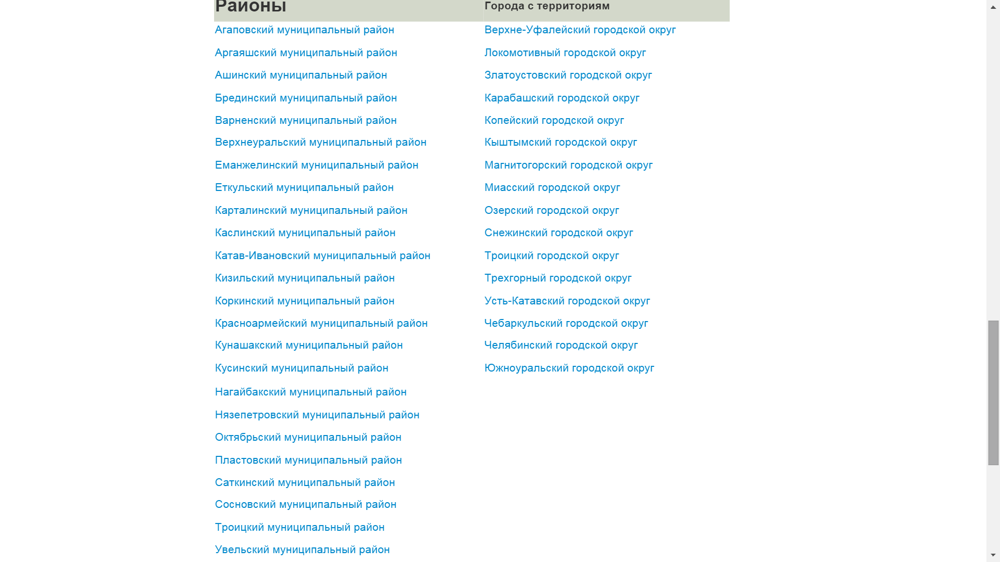 Районы
Города с территориям
Агаповский муниципальный район
Верхне-Уфалейский городской округ
Аргаяшский муниципальный район
Локомотивный городской округ
Ашинский муниципальный район
Златоустовский городской округ
Брединский муниципальный район
Карабашский городской округ
Варненский муниципальный район
Копейский городской округ
Верхнеуральский муниципальный район
Кыштымский городской округ
Еманжелинский муниципальный район
Магнитогорский городской округ
Еткульский муниципальный район
Миасский городской округ
Карталинский муниципальный район
Озерский городской округ
Каслинский муниципальный район
Снежинский городской округ
Катав-Ивановский муниципальный район
Троицкий городской округ
Кизильский муниципальный район
Трехгорный городской округ
Коркинский муниципальный район
Усть-Катавский городской округ
Красноармейский муниципальный район
Чебаркульский городской округ
Кунашакский муниципальный район
Челябинский городской округ
Кусинский муниципальный район
Южноуральский городской округ
Нагайбакский муниципальный район
Нязепетровский муниципальный район
Октябрьский муниципальный район
Пластовский муниципальный район
Саткинский муниципальный район
Сосновский муниципальный район
Троицкий муниципальный район
Увельский муниципальный район